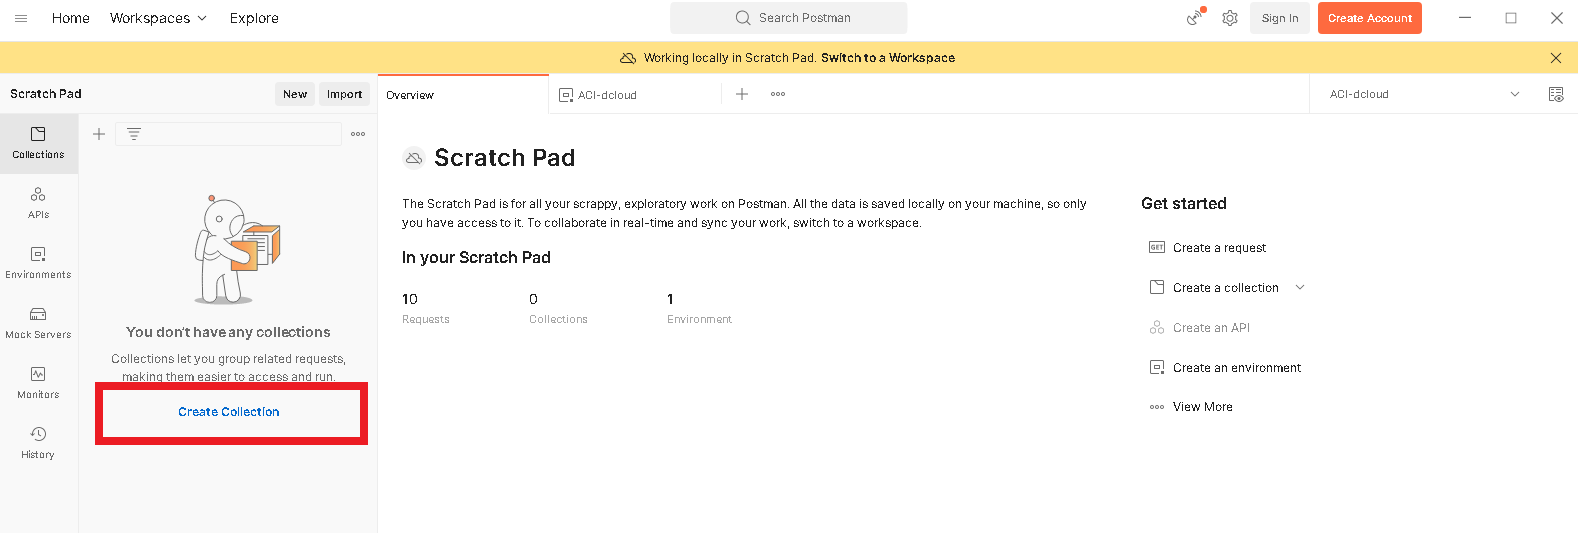 Home Workspaces Explore Search Postman Sign In Create Account
Working locally in Scratch Pad. Switch to a Workspace
Scratch Pad New Import Overview ACI-dcloud ACI-dcloud
Collections
APIs
Environments
Mock Servers
Monitors
History
You don't have any collections
Collections let you group related requests,
making them easier to access and run.
Create Collection
Scratch Pad
The Scratch Pad is for all your scrappy, exploratory work on Postman. All the data is saved locally on your machine, so only
you have access to it. To collaborate in real-time and sync your work, switch to a workspace.
In your Scratch Pad
10 0 1
Requests Collections Environment
Get started
GET Create a request
Create a collection
Create an API
Create an environment
View More